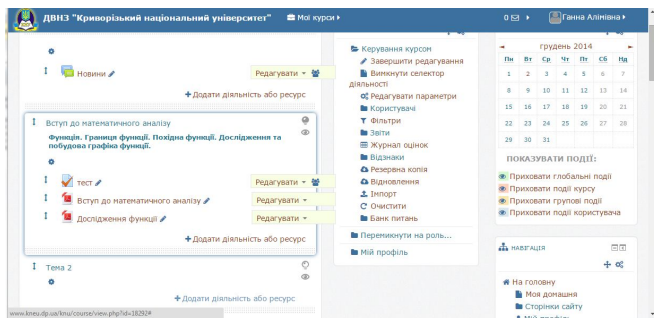 ДВНЗ "Криворізький національний університет"
Мої курси
0
Ганна Алімівна
Новини
Редагувати
Додати діяльність або ресурс
Вступ до математичного аналізу
Функція. Границя функції. Похідна функції. Дослідження та
побудова графіка функції.
тест
Редагувати
Вступ до математичного аналізу
Редагувати
Дослідження функції
Редагувати
Додати діяльність або ресурс
Тема 2
Додати діяльність або ресурс
www.kneu.dp.ua/knu/course/view.php?id=18292#
Керування курсом
Завершити редагування
Вимкнути селектор
діяльності
Редагувати параметри
Користувачі
Фільтри
Звіти
Журнал оцінок
Відзнаки
Резервна копія
Відновлення
Імпорт
Очистити
Банк питань
Перемикнути на роль...
Мій профіль
грудень 2014
Пн Вт Ср Чт Пт Сб Нд
1 2 3 4 5 6 7
8 9 10 11 12 13 14
15 16 17 18 19 20 21
22 23 24 25 26 27 28
29 30 31
ПОКАЗУВАТИ ПОДІЇ:
Приховати глобальні події
Приховати події курсу
Приховати групові події
Приховати події користувача
НАВІГАЦІЯ
На головну
Моя домашня
Сторінки сайту
Мій профіль